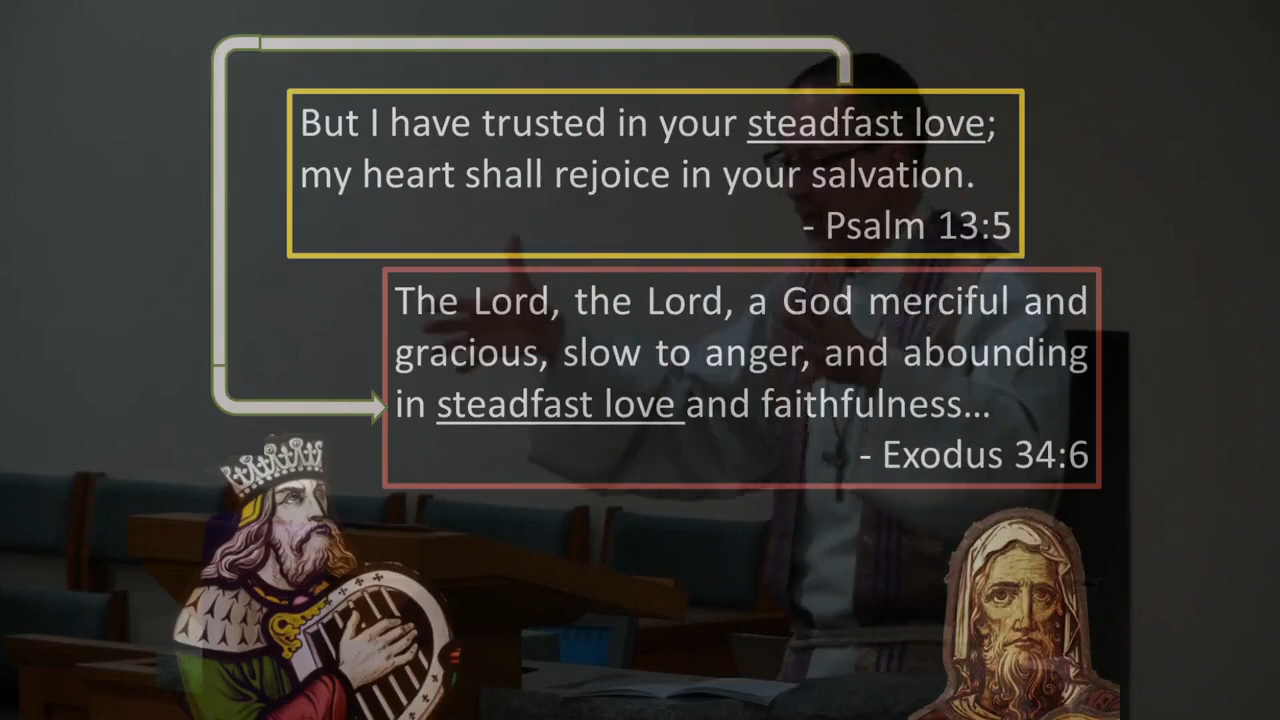 But I have trusted in your steadfast love;
my heart shall rejoice in your salvation.
- Psalm 13:5
The Lord, the Lord, a God merciful and
gracious, slow to anger, and abounding
in steadfast love and faithfulness…
- Exodus 34:6